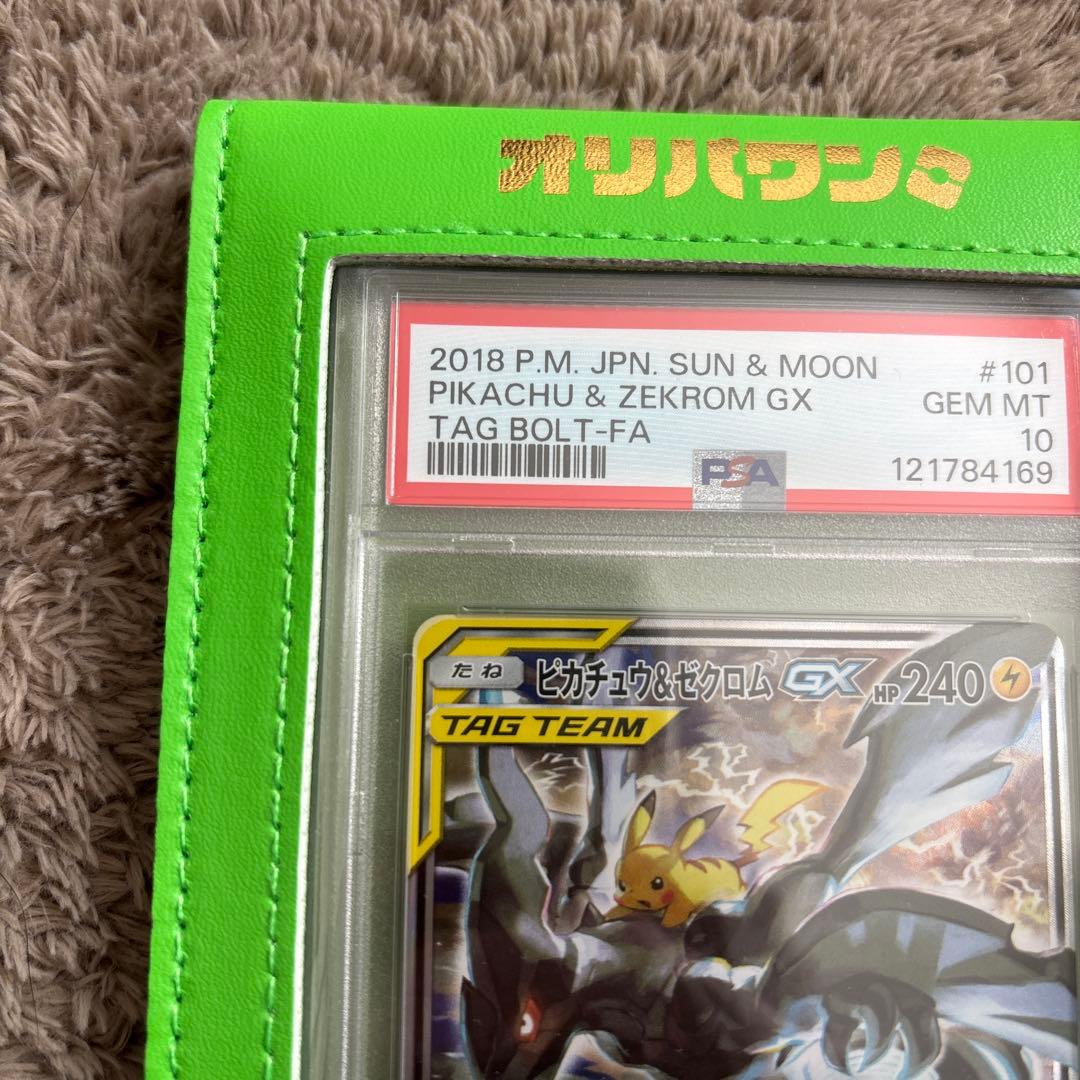 オリパワン
2018 P.M. JPN. SUN & MOON #101
PIKACHU & ZEKROM GX GEM MT
TAG BOLT-FA 10
PSA 121784169
たね ピカチュウ&ゼクロム GX HP 240
TAG TEAM